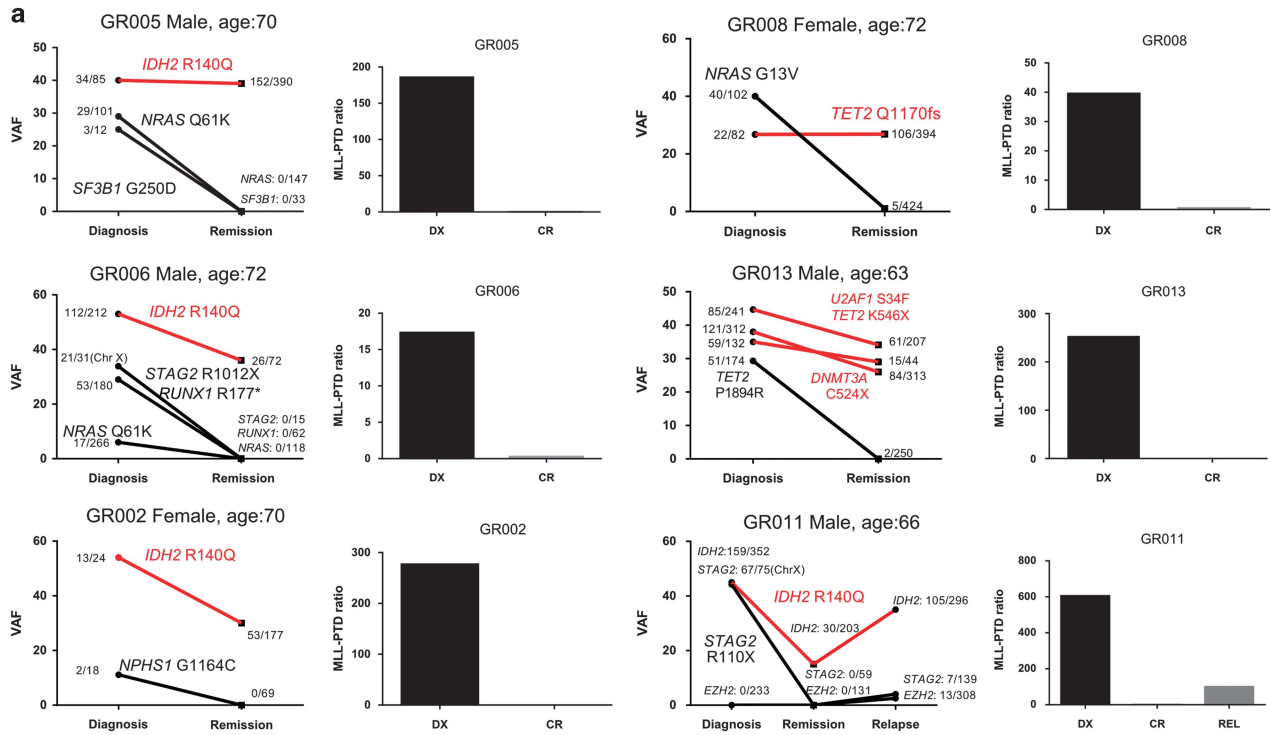 a
GR005 Male, age:70
50
40
30
20
10
0
VAF
34/85
IDH2 R140Q
152/390
29/101
3/12
NRAS Q61K
SF3B1 G250D
NRAS: 0/147
SF3B1: 0/33
Diagnosis
Remission
GR005
200
150
100
50
0
MLL-PTD ratio
DX
CR
GR008 Female, age:72
60
40
20
0
VAF
NRAS G13V
40/102
TET2 Q1170fs
22/82
106/394
5/424
Diagnosis
Remission
GR008
50
40
30
20
10
0
MLL-PTD ratio
DX
CR
GR006 Male, age:72
60
40
20
0
VAF
112/212
IDH2 R140Q
26/72
21/31(Chr X)
STAG2 R1012X
53/180
RUNX1 R177*
STAG2: 0/15
RUNX1: 0/62
NRAS: 0/118
NRAS Q61K
17/266
Diagnosis
Remission
GR006
20
15
10
5
0
MLL-PTD ratio
DX
CR
GR013 Male, age:63
50
40
30
20
10
0
VAF
85/241
121/312
59/132
51/174
U2AF1 S34F
TET2 K546X
61/207
15/44
84/313
TET2
P1894R
DNMT3A
C524X
2/250
Diagnosis
Remission
GR013
300
200
100
0
MLL-PTD ratio
DX
CR
GR002 Female, age:70
60
40
20
0
VAF
13/24
IDH2 R140Q
53/177
2/18
NPHS1 G1164C
0/69
Diagnosis
Remission
GR002
300
200
100
0
MLL-PTD ratio
DX
CR
GR011 Male, age:66
60
40
20
0
VAF
IDH2:159/352
STAG2: 67/75(ChrX)
IDH2 R140Q
IDH2: 105/296
IDH2: 30/203
STAG2
R110X
STAG2: 0/59
EZH2: 0/233
EZH2: 0/131
STAG2: 7/139
EZH2: 13/308
Diagnosis
Remission
Relapse
GR011
800
600
400
200
0
MLL-PTD ratio
DX
CR
REL